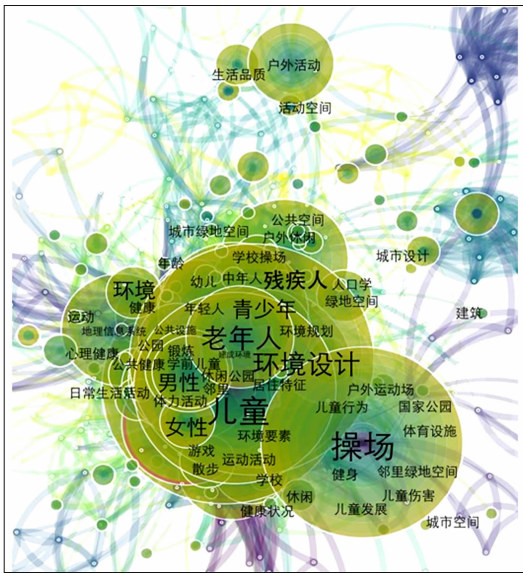 户外活动
生活品质
活动空间
公共空间
城市绿地空间
户外休闲
学校操场
城市设计
年龄
幼儿
中年人
残疾人
人口学
环境
绿地空间
健康
年轻人
青少年
建筑
运动
地理信息系统
公共设施
老年人
环境规划
公园
锻炼
建成环境
心理健康
公共健康
学前儿童
环境设计
男性
休闲公园
居住特征
日常生活活动
邻里
户外运动场
体力活动
儿童
儿童行为
国家公园
女性
环境要素
体育设施
操场
游戏
运动活动
散步
健身
邻里绿地空间
学校
休闲
儿童伤害
健康状况
儿童发展
城市空间